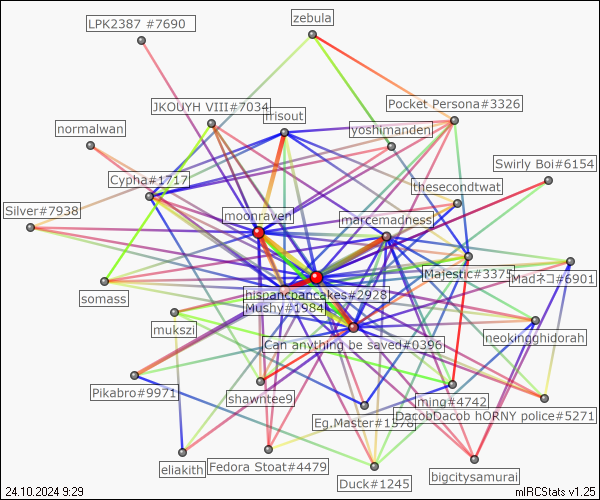 LPK2387 #7690
zebula
JKOUYH VIII#7034
irrisout
Pocket Persona#3326
normalwan
yoshimanden
Swirly Boi#6154
Cypha#1717
thesecondtwat
Silver#7938
moonraven
marcemadness
Majestic#3375
Madネコ#6901
somass
hispancpancakes#2928
Mushy#1984
mukszi
Can anything be saved#0396
neokingghidorah
Pikabro#9971
shawntee9
ming#4742
Eg.Master#1378
DacobDacob hORNY police#5271
eliakith
Fedora Stoat#4479
Duck#1245
bigcitysamurai
24.10.2024 9:29
mIRCStats v1.25